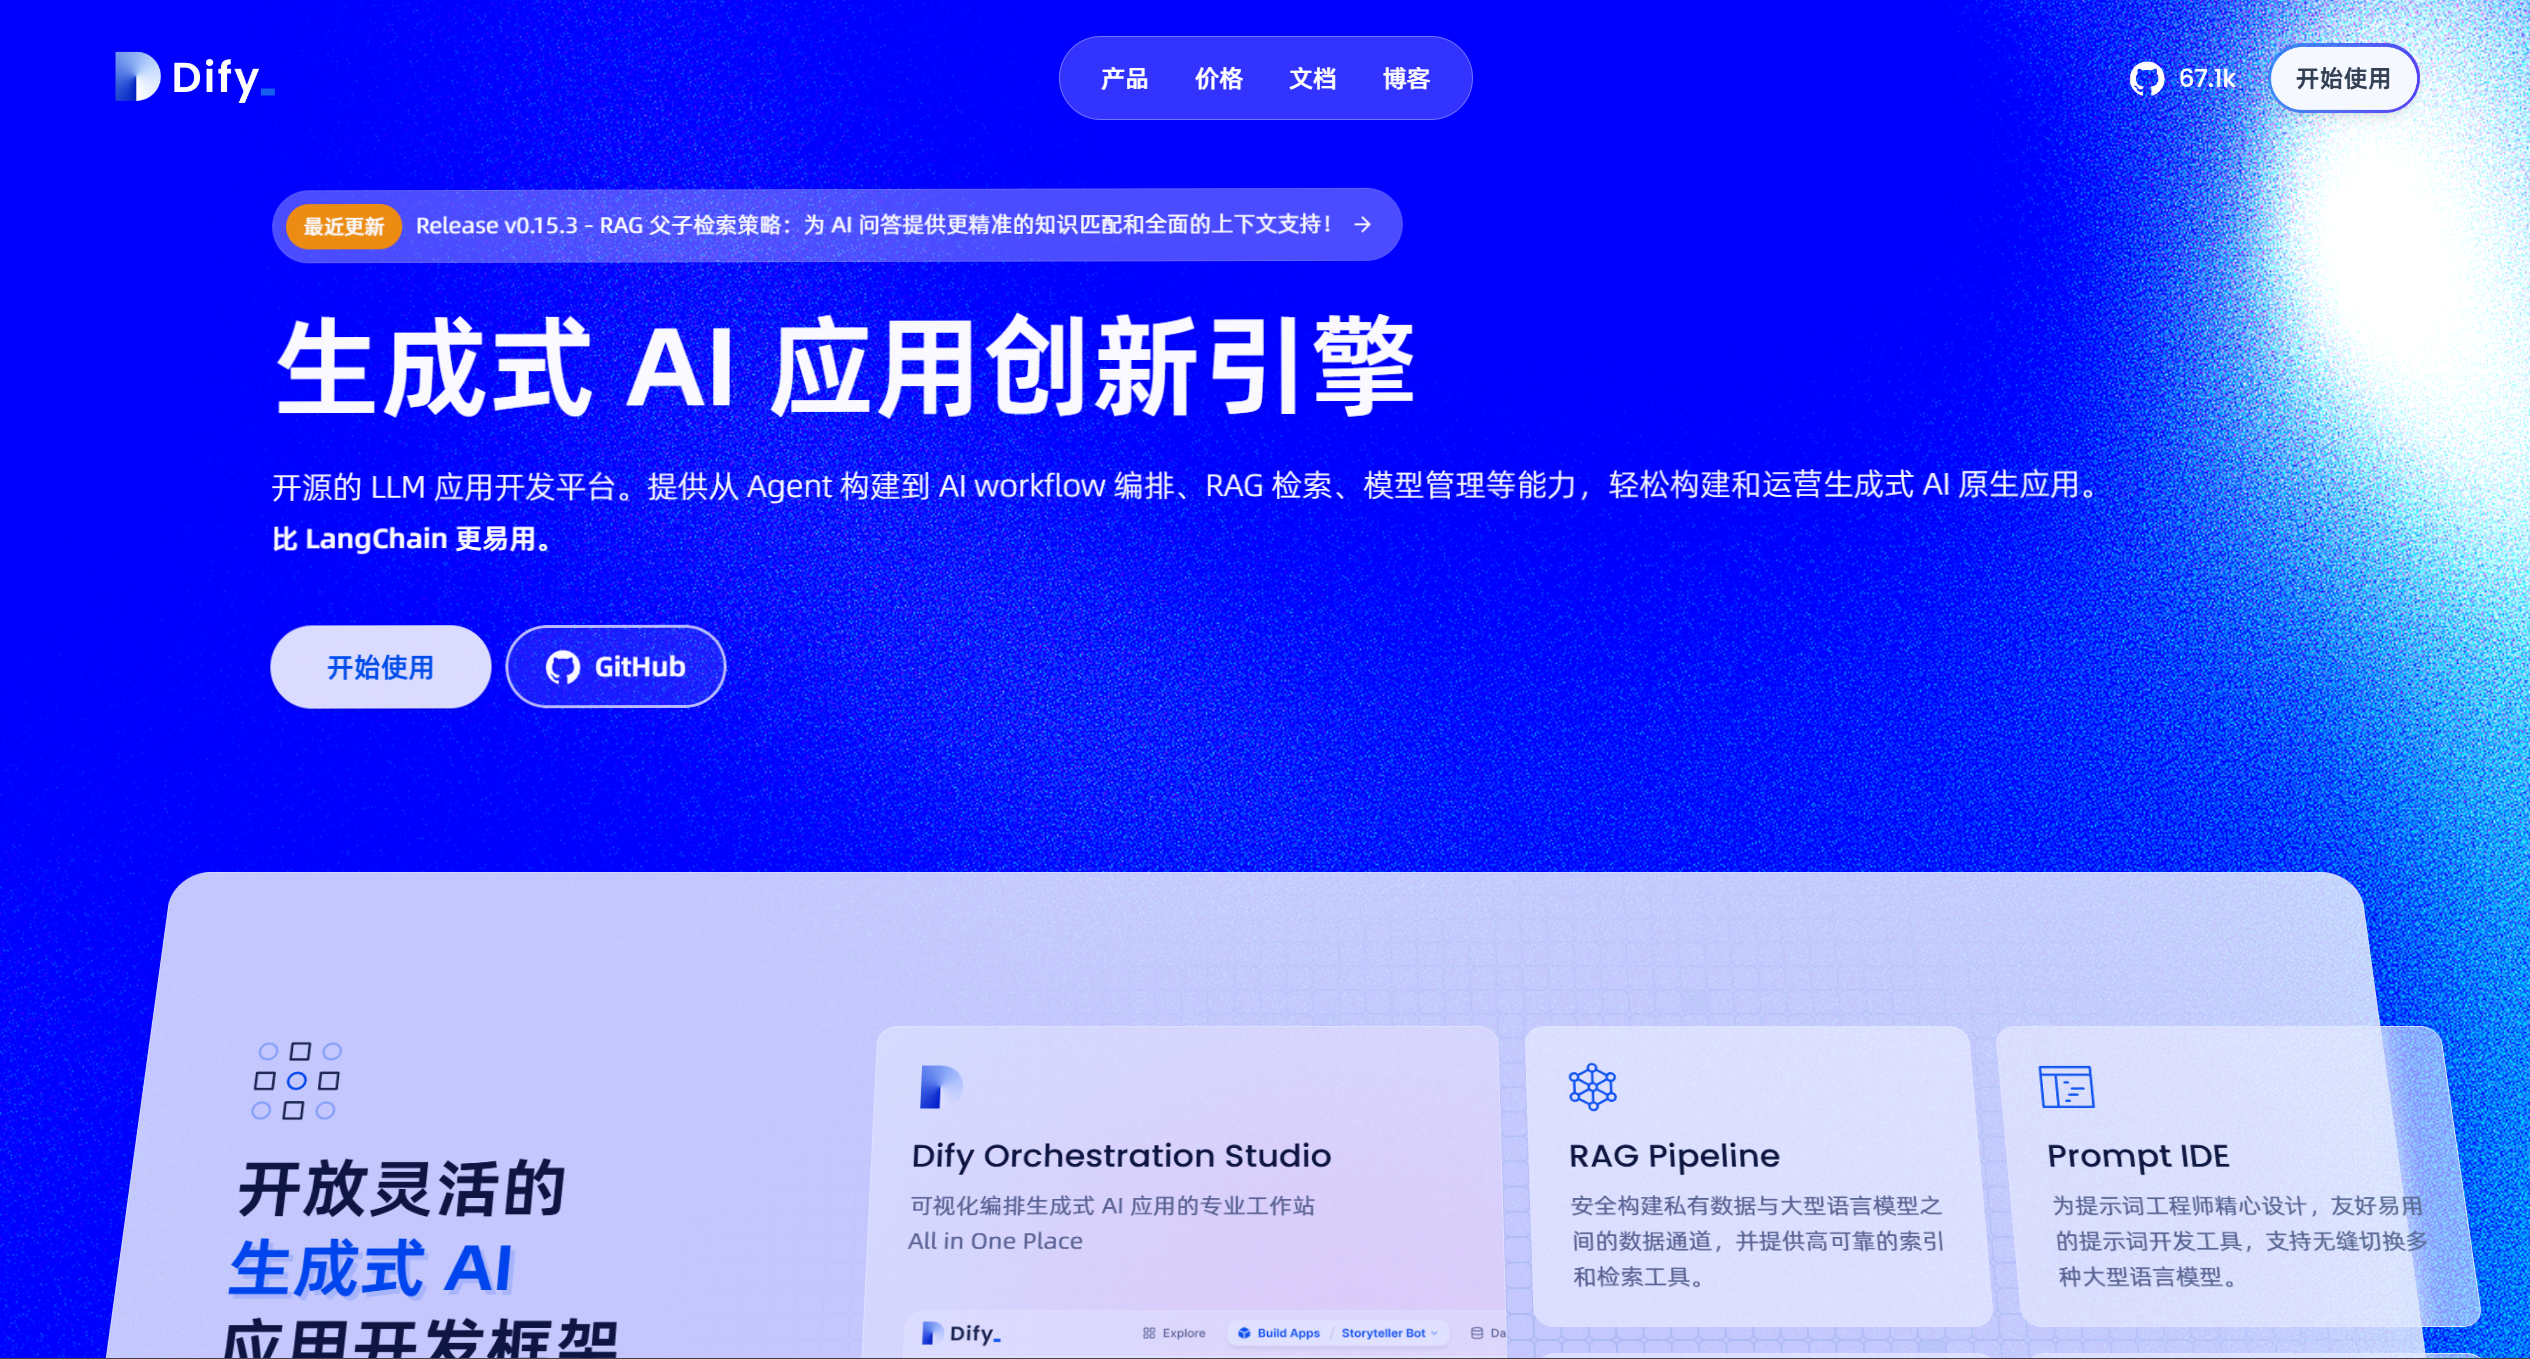 Dify_
产品 价格 文档 博客
67.1k
开始使用
最近更新 Release v0.15.3 - RAG 父子检索策略：为 AI 问答提供更精准的知识匹配和全面的上下文支持！ →
生成式 AI 应用创新引擎
开源的 LLM 应用开发平台。提供从 Agent 构建到 AI workflow 编排、RAG 检索、模型管理等能力，轻松构建和运营生成式 AI 原生应用。
比 LangChain 更易用。
开始使用
GitHub
开放灵活的
生成式 AI
应用开发框架
Dify Orchestration Studio
可视化编排生成式 AI 应用的专业工作站
All in One Place
Dify_
Explore
Build Apps / Storyteller Bot
Da
RAG Pipeline
安全构建私有数据与大型语言模型之
间的数据通道，并提供高可靠的索引
和检索工具。
Prompt IDE
为提示词工程师精心设计，友好易用
的提示词开发工具，支持无缝切换多
种大型语言模型。